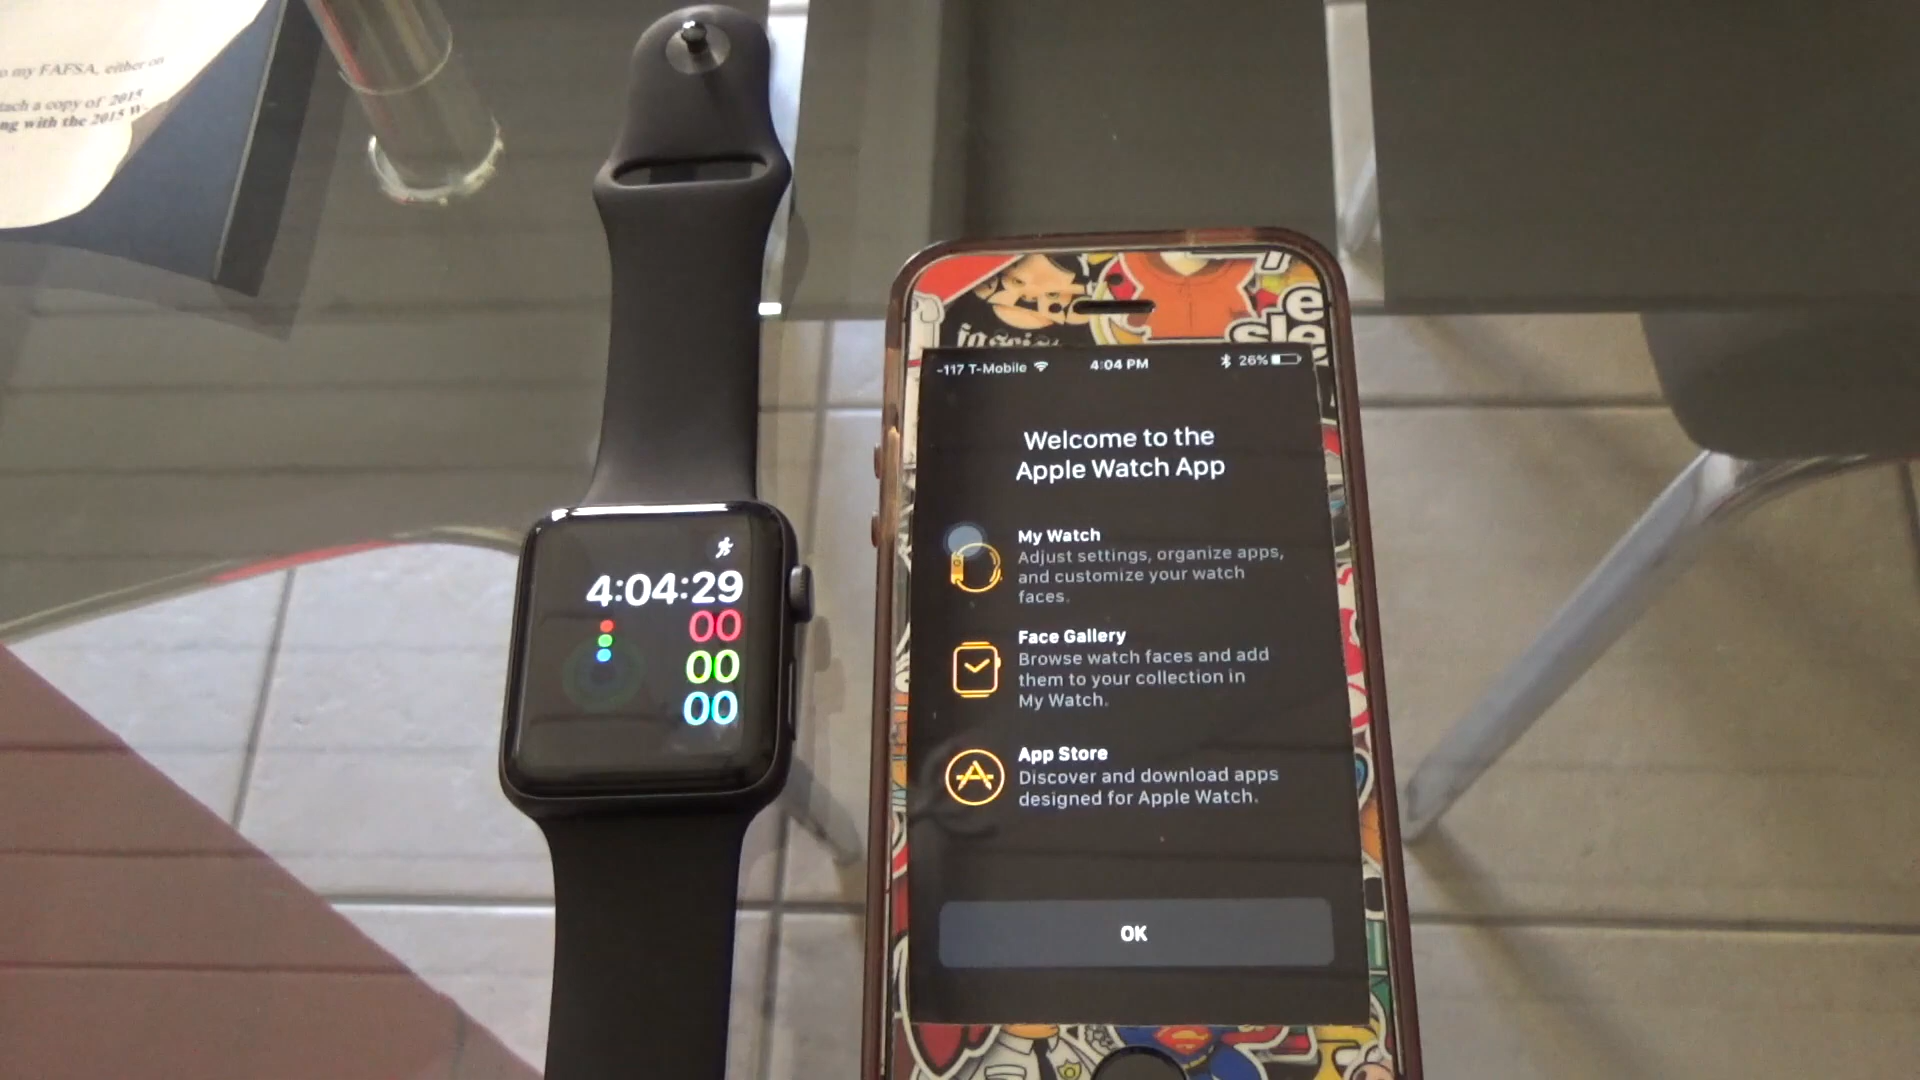 o my FAFSA, either on
tach a copy of 2015
ng with the 2015 W
4:04:29
00
00
00
e
sle
-117 T-Mobile 4:04 PM 26%
Welcome to the
Apple Watch App
My Watch
Adjust settings, organize apps,
and customize your watch
faces.
Face Gallery
Browse watch faces and add
them to your collection in
My Watch.
App Store
Discover and download apps
designed for Apple Watch.
OK